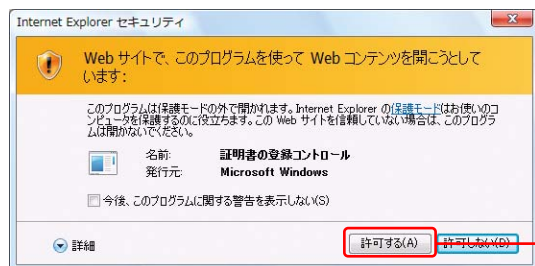 Internet Explorer セキュリティ
Web サイトで、このプログラムを使って Web コンテンツを開こうとして
います:
このプログラムは保護モードの外で開かれます。Internet Explorer の保護モードはお使いのコ
ンピュータを保護するのに役立ちます。この Web サイトを信頼していない場合は、このプログラ
ムは開かないでください。
名前: 証明書の登録コントロール
発行元: Microsoft Windows
今後、このプログラムに関する警告を表示しない(S)
詳細 許可する(A) 許可しない(D)